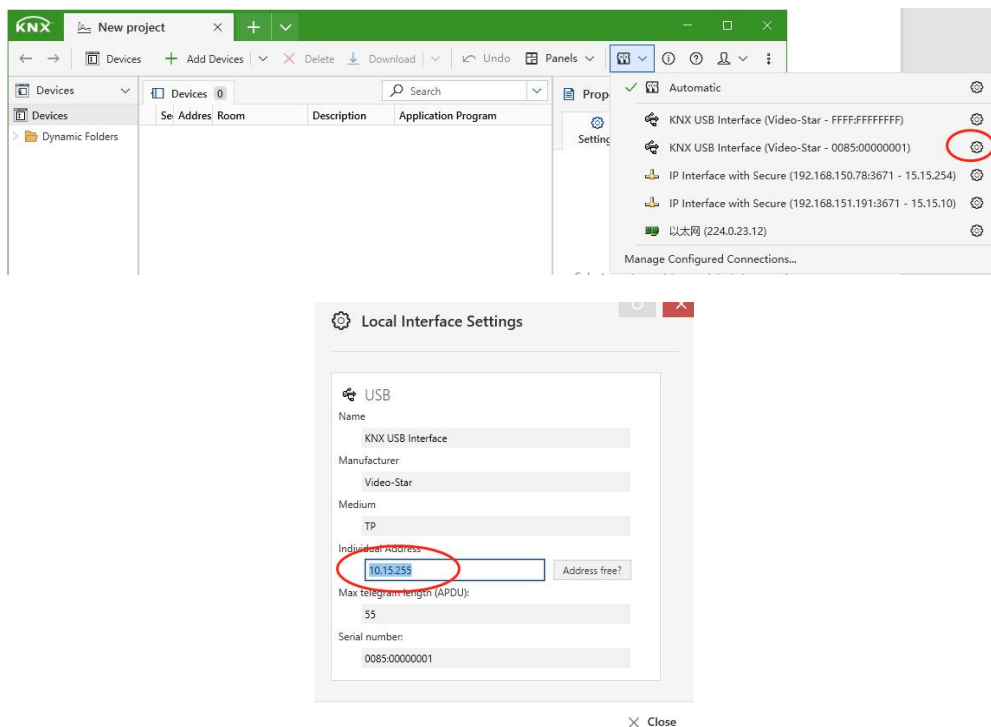 KNX New project
Devices Add Devices Delete Download Undo Panels
Devices Devices 0 Search Prop
Devices Se Addres Room Description Application Program
Dynamic Folders Setting
Automatic
KNX USB Interface (Video-Star - FFFF:FFFFFFFF)
KNX USB Interface (Video-Star - 0085:00000001)
IP Interface with Secure (192.168.150.78:3671 - 15.15.254)
IP Interface with Secure (192.168.151.191:3671 - 15.15.10)
以太网 (224.0.23.12)
Manage Configured Connections...
Local Interface Settings
USB
Name
KNX USB Interface
Manufacturer
Video-Star
Medium
TP
Individual Address
10.15.255 Address free?
Max telegram length (APDU):
55
Serial number:
0085:00000001
Close